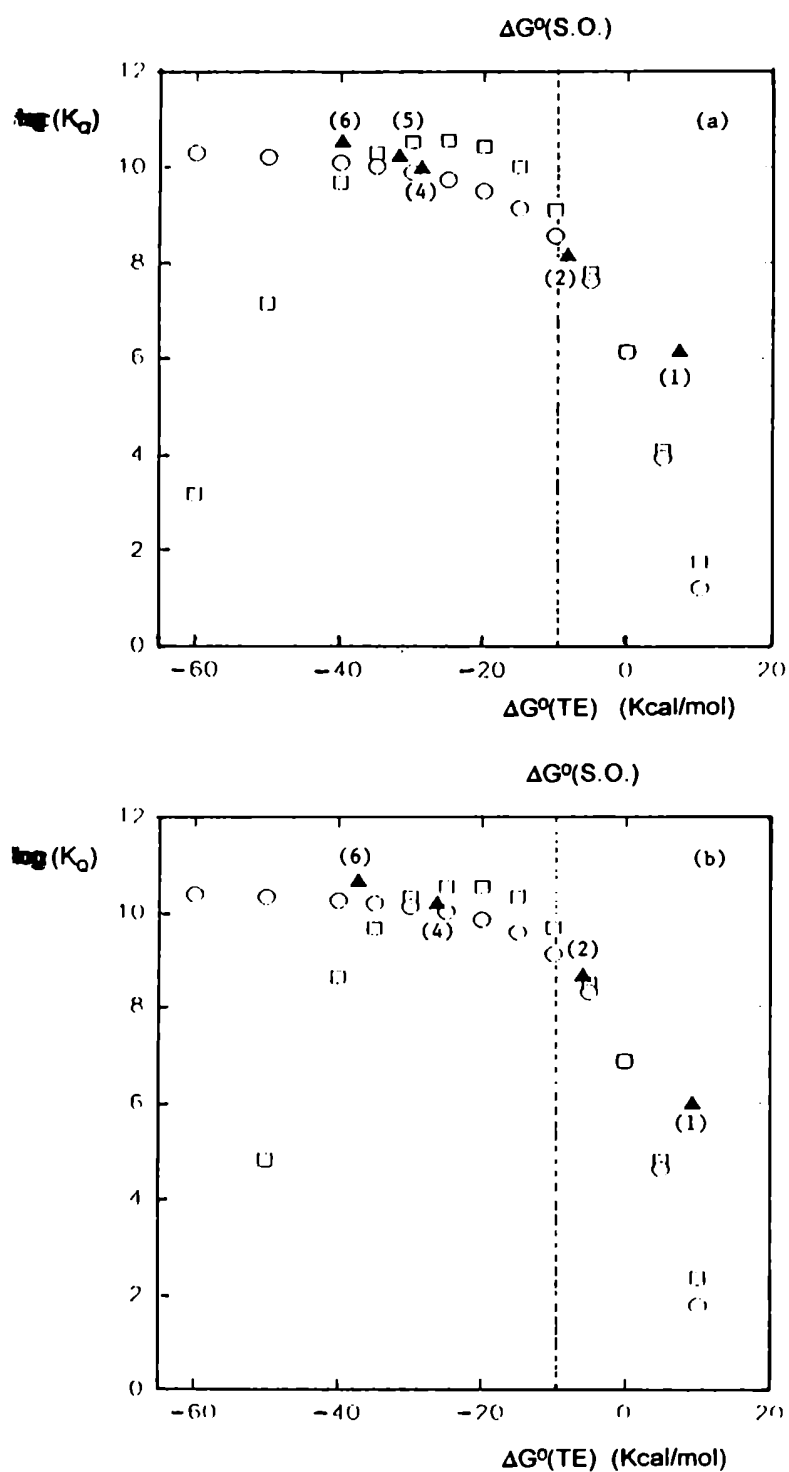 ΔG⁰(S.O.)
12
log (K_Q)
(6) (5) (a)
10
(4)
8
(2)
6
(1)
4
2
0
−60 −40 −20 0 20
ΔG⁰(TE) (Kcal/mol)
ΔG⁰(S.O.)
12
log (K_Q)
(6) (b)
10
(4)
(2)
8
6
(1)
4
2
0
−60 −40 −20 0 20
ΔG⁰(TE) (Kcal/mol)